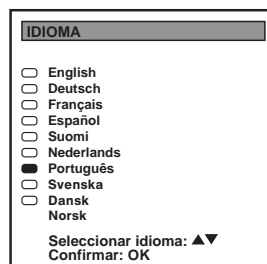 IDIOMA
English
Deutsch
Français
Español
Suomi
Nederlands
Português
Svenska
Dansk
Norsk
Seleccionar idioma: ▲▼
Confirmar: OK